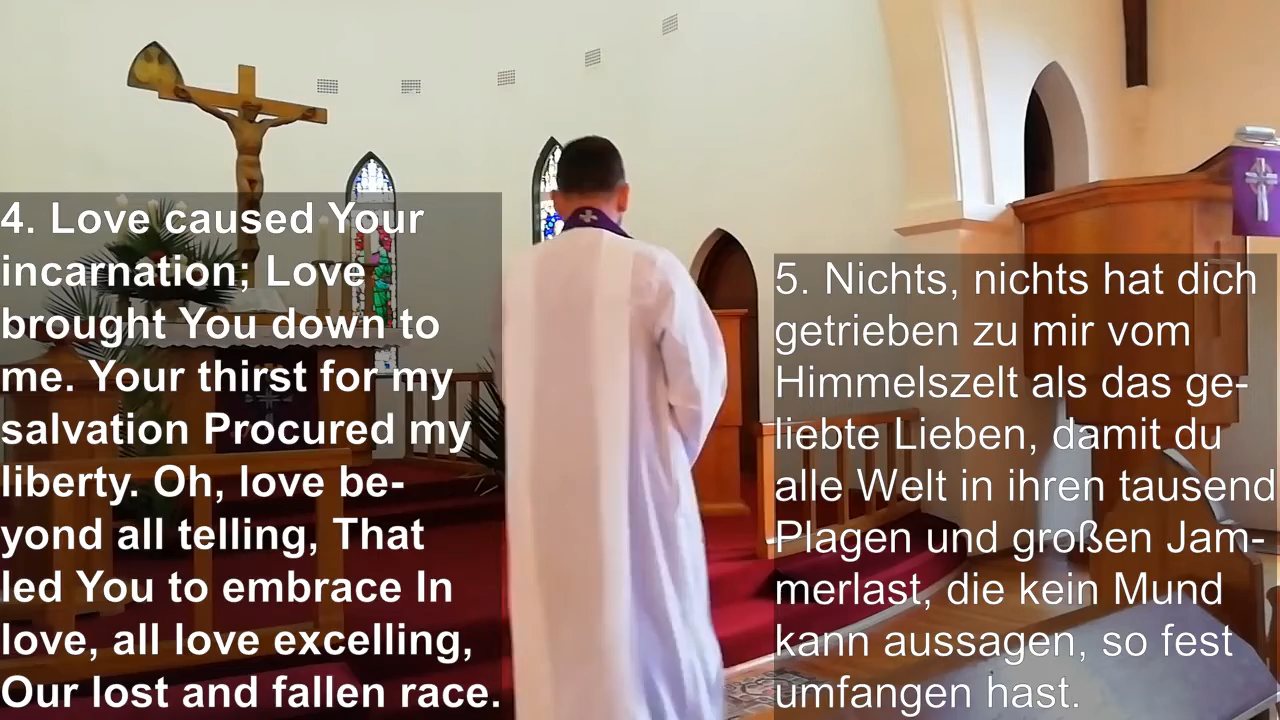 4. Love caused Your
incarnation; Love
brought You down to
me. Your thirst for my
salvation Procured my
liberty. Oh, love be-
yond all telling, That
led You to embrace In
love, all love excelling,
Our lost and fallen race.
5. Nichts, nichts hat dich
getrieben zu mir vom
Himmelszelt als das ge-
liebte Lieben, damit du
alle Welt in ihren tausend
Plagen und großen Jam-
merlast, die kein Mund
kann aussagen, so fest
umfangen hast.